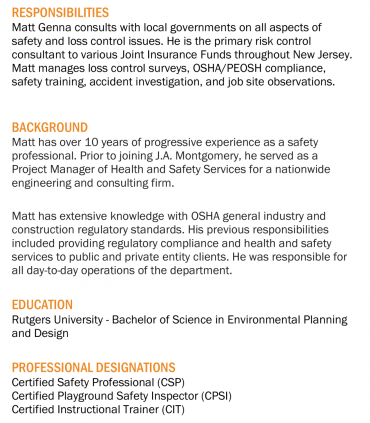 RESPONSIBILITIES
Matt Genna consults with local governments on all aspects of
safety and loss control issues. He is the primary risk control
consultant to various Joint Insurance Funds throughout New Jersey.
Matt manages loss control surveys, OSHA/PEOSH compliance,
safety training, accident investigation, and job site observations.
BACKGROUND
Matt has over 10 years of progressive experience as a safety
professional. Prior to joining J.A. Montgomery, he served as a
Project Manager of Health and Safety Services for a nationwide
engineering and consulting firm.
Matt has extensive knowledge with OSHA general industry and
construction regulatory standards. His previous responsibilities
included providing regulatory compliance and health and safety
services to public and private entity clients. He was responsible for
all day-to-day operations of the department.
EDUCATION
Rutgers University - Bachelor of Science in Environmental Planning
and Design
PROFESSIONAL DESIGNATIONS
Certified Safety Professional (CSP)
Certified Playground Safety Inspector (CPSI)
Certified Instructional Trainer (CIT)